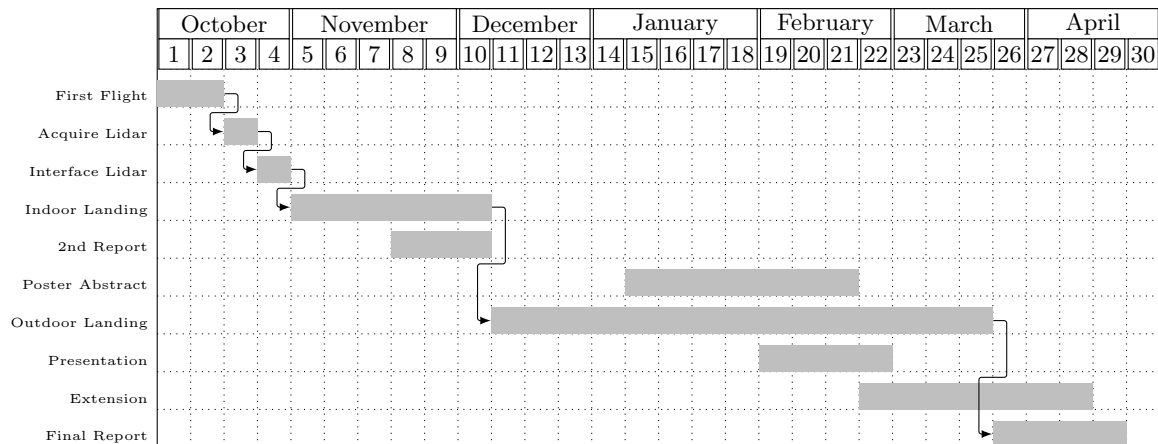 October November December January February March April
1 2 3 4 5 6 7 8 9 10 11 12 13 14 15 16 17 18 19 20 21 22 23 24 25 26 27 28 29 30
First Flight
Acquire Lidar
Interface Lidar
Indoor Landing
2nd Report
Poster Abstract
Outdoor Landing
Presentation
Extension
Final Report